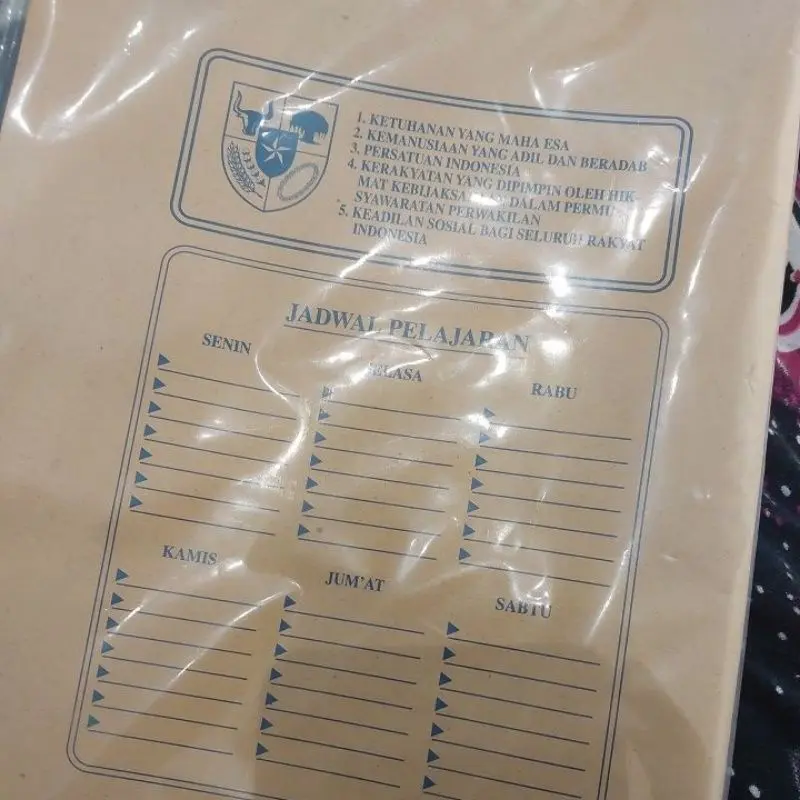 1. KETUHANAN YANG MAHA ESA
2. KEMANUSIAAN YANG ADIL DAN BERADAB
3. PERSATUAN INDONESIA
4. KERAKYATAN YANG DIPIMPIN OLEH HIK-
MAT KEBIJAKSANAAN DALAM PERMU-
SYAWARATAN PERWAKILAN
5. KEADILAN SOSIAL BAGI SELURUH RAKYAT
INDONESIA
JADWAL PELAJARAN
SENIN
SELASA
RABU
KAMIS
JUM'AT
SABTU